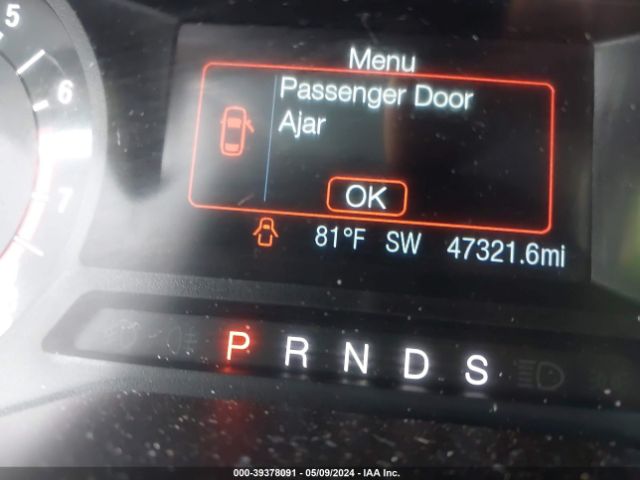 5
6
7
Menu
Passenger Door
Ajar
OK
81°F SW 47321.6mi
P R N D S
000-39378091 - 05/09/2024 - IAA Inc.